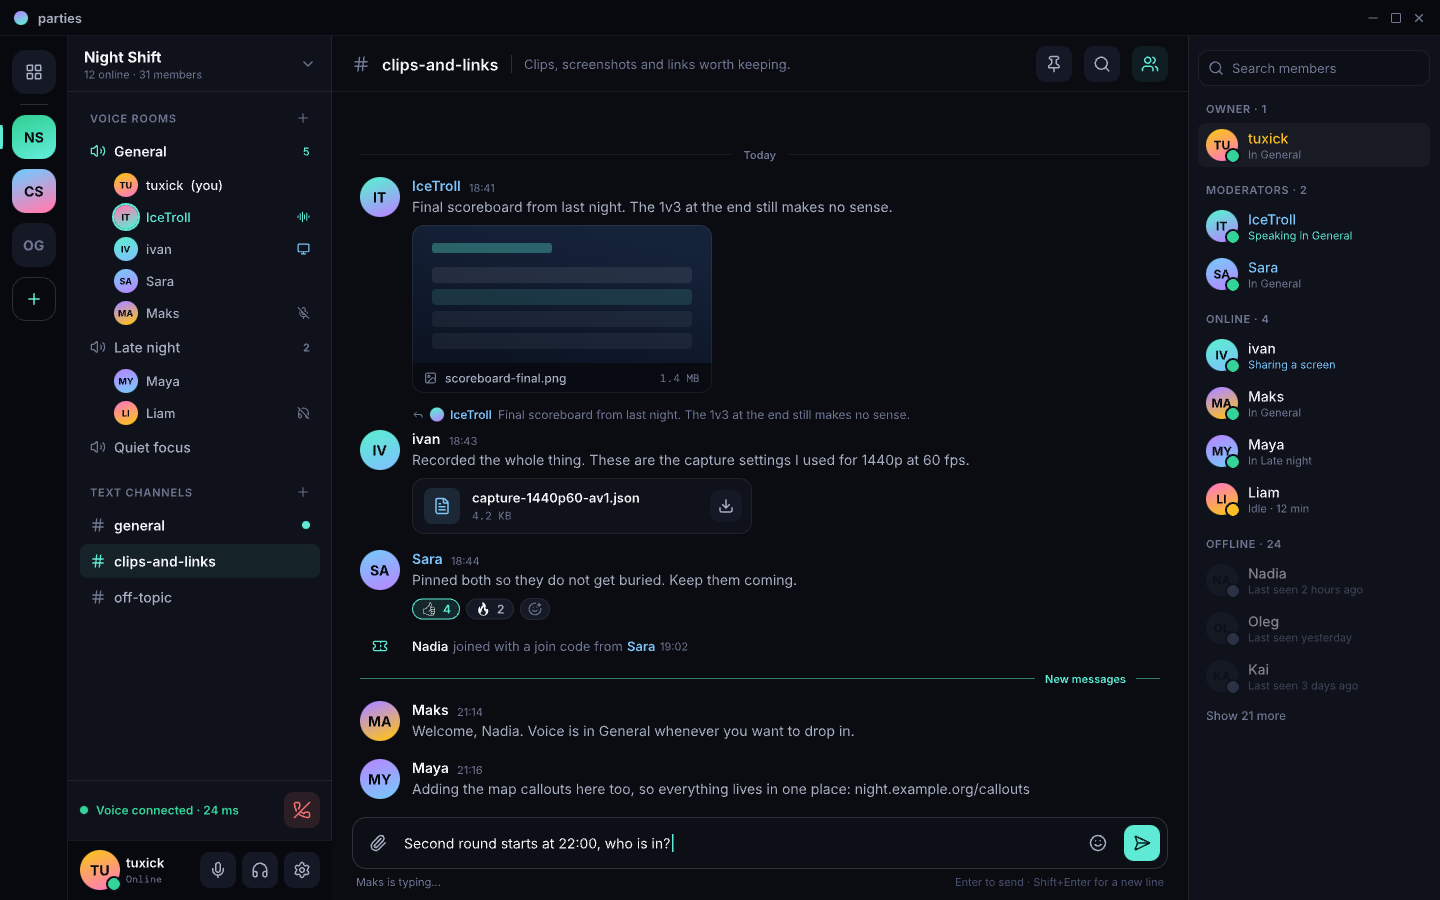 parties
NS
CS
OG
Night Shift
12 online · 31 members
VOICE ROOMS
General 5
TU tuxick (you)
IT IceTroll
IV ivan
SA Sara
MA Maks
Late night 2
MY Maya
LI Liam
Quiet focus
TEXT CHANNELS
# general
# clips-and-links
# off-topic
Voice connected · 24 ms
TU tuxick
Online
# clips-and-links
Clips, screenshots and links worth keeping.
Today
IT IceTroll 18:41
Final scoreboard from last night. The 1v3 at the end still makes no sense.
scoreboard-final.png 1.4 MB
IceTroll Final scoreboard from last night. The 1v3 at the end still makes no sense.
IV ivan 18:43
Recorded the whole thing. These are the capture settings I used for 1440p at 60 fps.
capture-1440p60-av1.json
4.2 KB
SA Sara 18:44
Pinned both so they do not get buried. Keep them coming.
4 2
Nadia joined with a join code from Sara 19:02
New messages
MA Maks 21:14
Welcome, Nadia. Voice is in General whenever you want to drop in.
MY Maya 21:16
Adding the map callouts here too, so everything lives in one place: night.example.org/callouts
Second round starts at 22:00, who is in?
Maks is typing...
Enter to send · Shift+Enter for a new line
Search members
OWNER · 1
TU tuxick
In General
MODERATORS · 2
IT IceTroll
Speaking in General
SA Sara
In General
ONLINE · 4
IV ivan
Sharing a screen
MA Maks
In General
MY Maya
In Late night
LI Liam
Idle · 12 min
OFFLINE · 24
NA Nadia
Last seen 2 hours ago
OL Oleg
Last seen yesterday
KA Kai
Last seen 3 days ago
Show 21 more